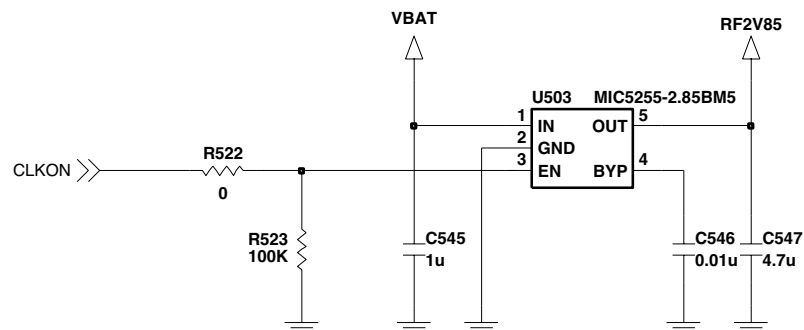 VBAT
RF2V85
U503 MIC5255-2.85BM5
1 IN OUT 5
2 GND
3 EN BYP 4
CLKON
R522
0
R523
100K
C545
1u
C546
0.01u
C547
4.7u